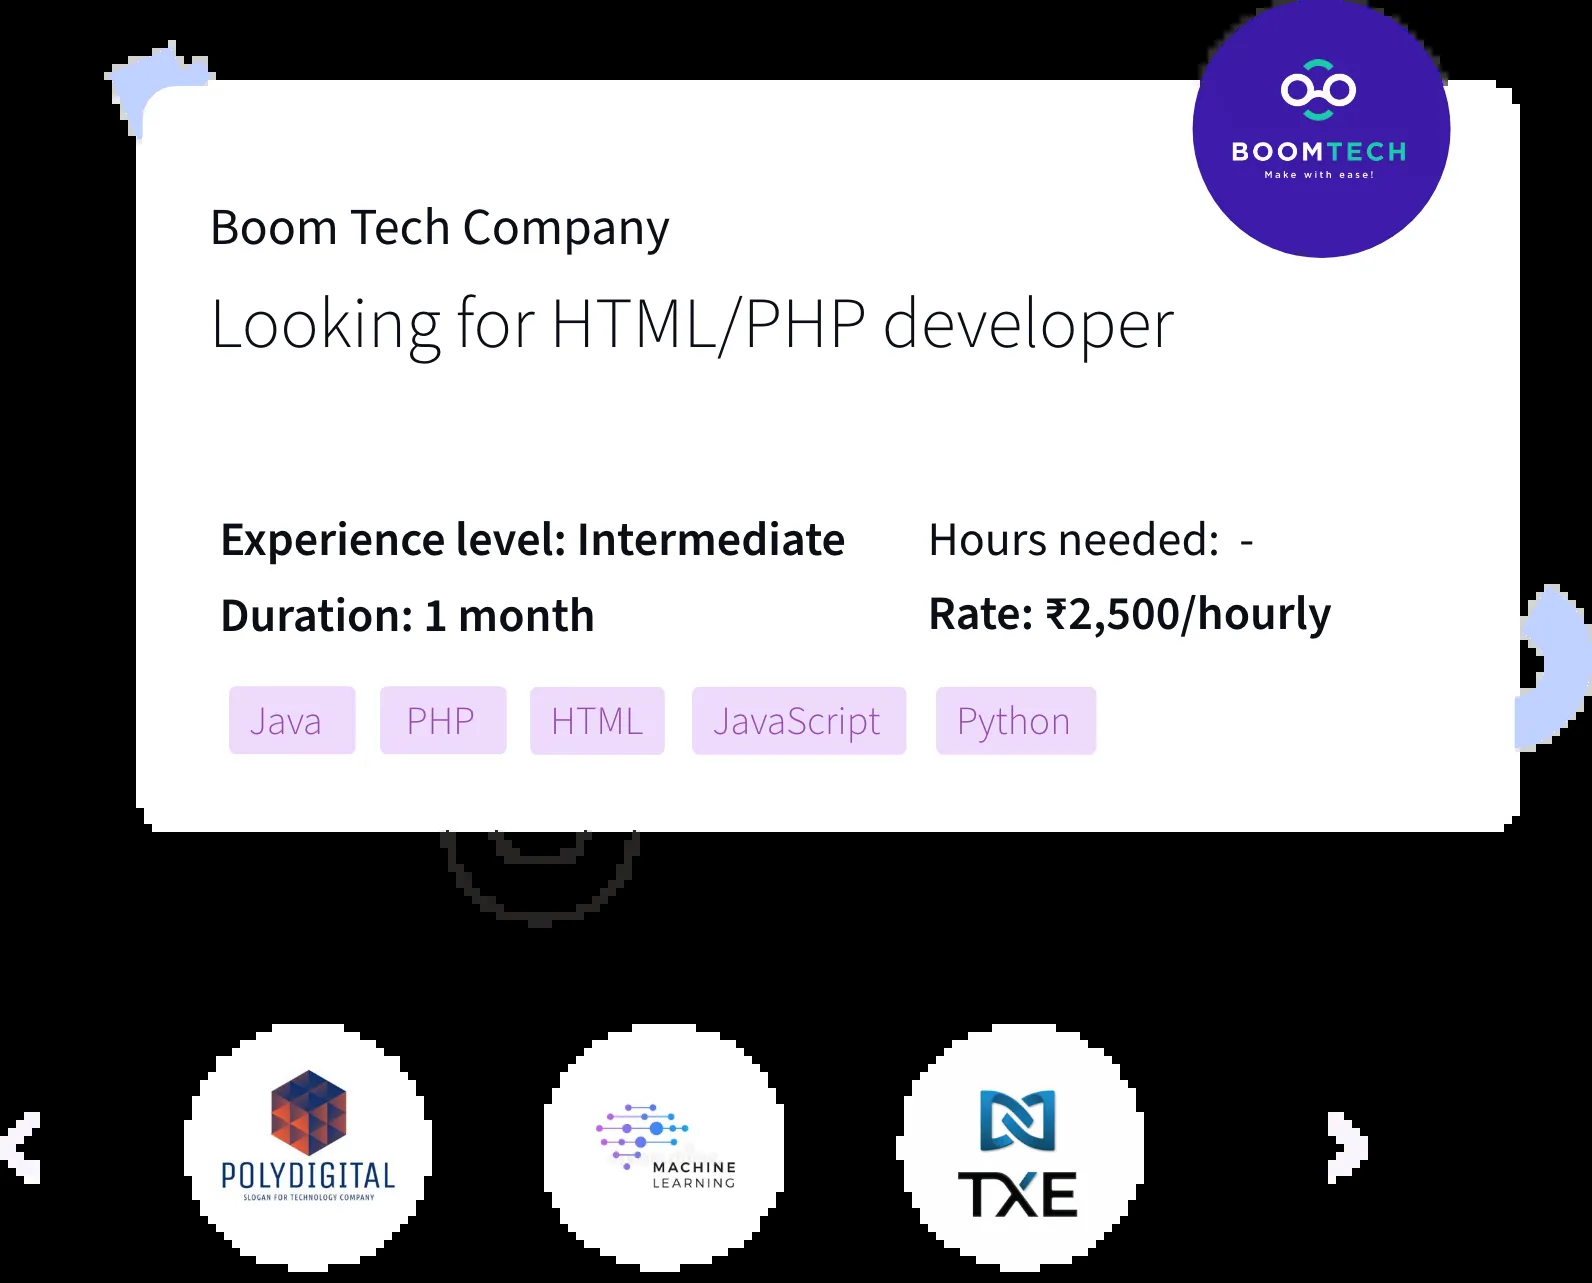 BOOMTECH
Make with ease!
Boom Tech Company
Looking for HTML/PHP developer
Experience level: Intermediate
Hours needed: -
Duration: 1 month
Rate: ₹2,500/hourly
Java PHP HTML JavaScript Python
POLYDIGITAL
SLOGAN FOR TECHNOLOGY COMPANY
MACHINE
LEARNING
TXE